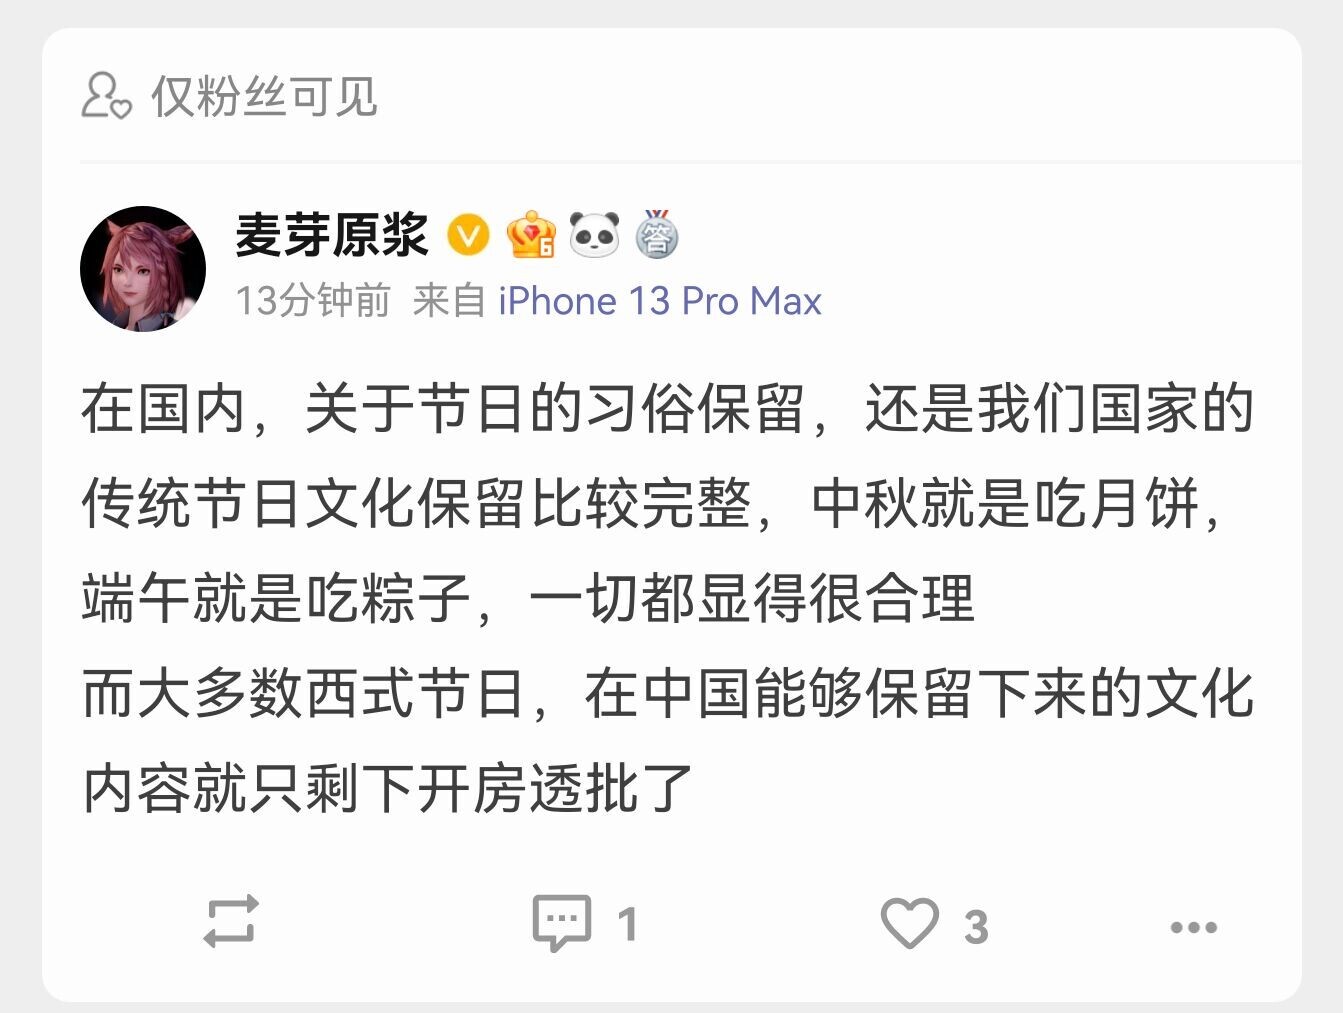 仅粉丝可见
麦芽原浆 6 答
13分钟前 来自 iPhone 13 Pro Max
在国内，关于节日的习俗保留，还是我们国家的
传统节日文化保留比较完整，中秋就是吃月饼，
端午就是吃粽子，一切都显得很合理
而大多数西式节日，在中国能够保留下来的文化
内容就只剩下开房透批了
1 3